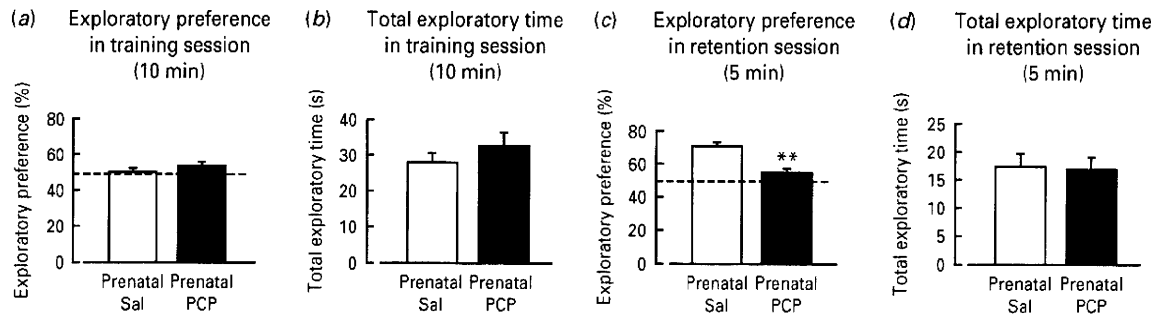 (a) Exploratory preference
in training session
(10 min)
Exploratory preference (%)
80
60
40
20
0
Prenatal Prenatal
Sal PCP
(b) Total exploratory time
in training session
(10 min)
Total exploratory time (s)
40
30
20
10
0
Prenatal Prenatal
Sal PCP
(c) Exploratory preference
in retention session
(5 min)
Exploratory preference (%)
80
60
40
20
0
**
Prenatal Prenatal
Sal PCP
(d) Total exploratory time
in retention session
(5 min)
Total exploratory time (s)
25
20
15
10
5
0
Prenatal Prenatal
Sal PCP